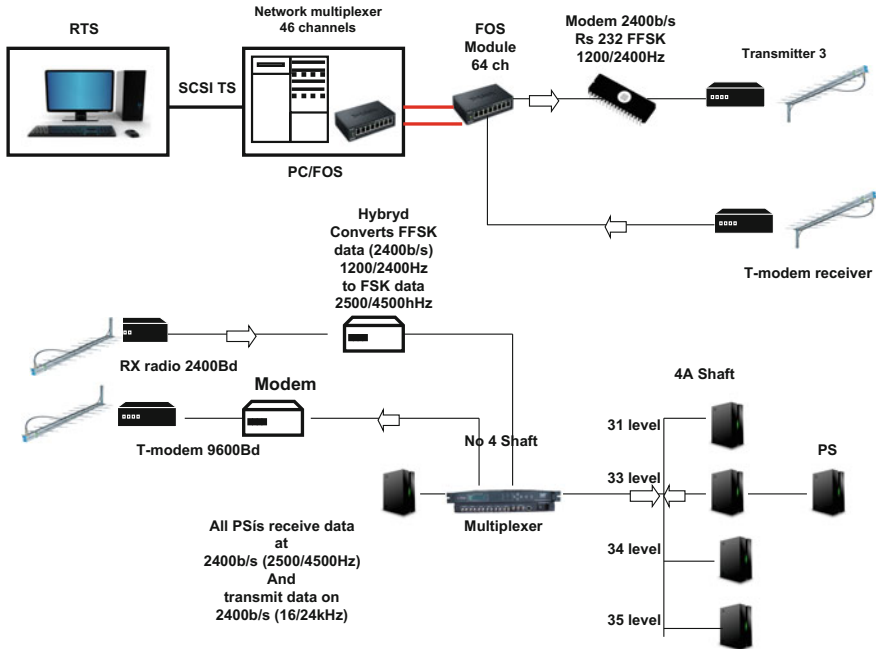 RTS
SCSI TS
Network multiplexer
46 channels
PC/FOS
FOS
Module
64 ch
Modem 2400b/s
Rs 232 FFSK
1200/2400Hz
Transmitter 3
T-modem receiver
Hybryd
Converts FFSK
data (2400b/s)
1200/2400Hz
to FSK data
2500/4500hHz
RX radio 2400Bd
Modem
T-modem 9600Bd
No 4 Shaft
Multiplexer
4A Shaft
31 level
33 level
PS
34 level
35 level
All PSís receive data
at
2400b/s (2500/4500Hz)
And
transmit data on
2400b/s (16/24kHz)